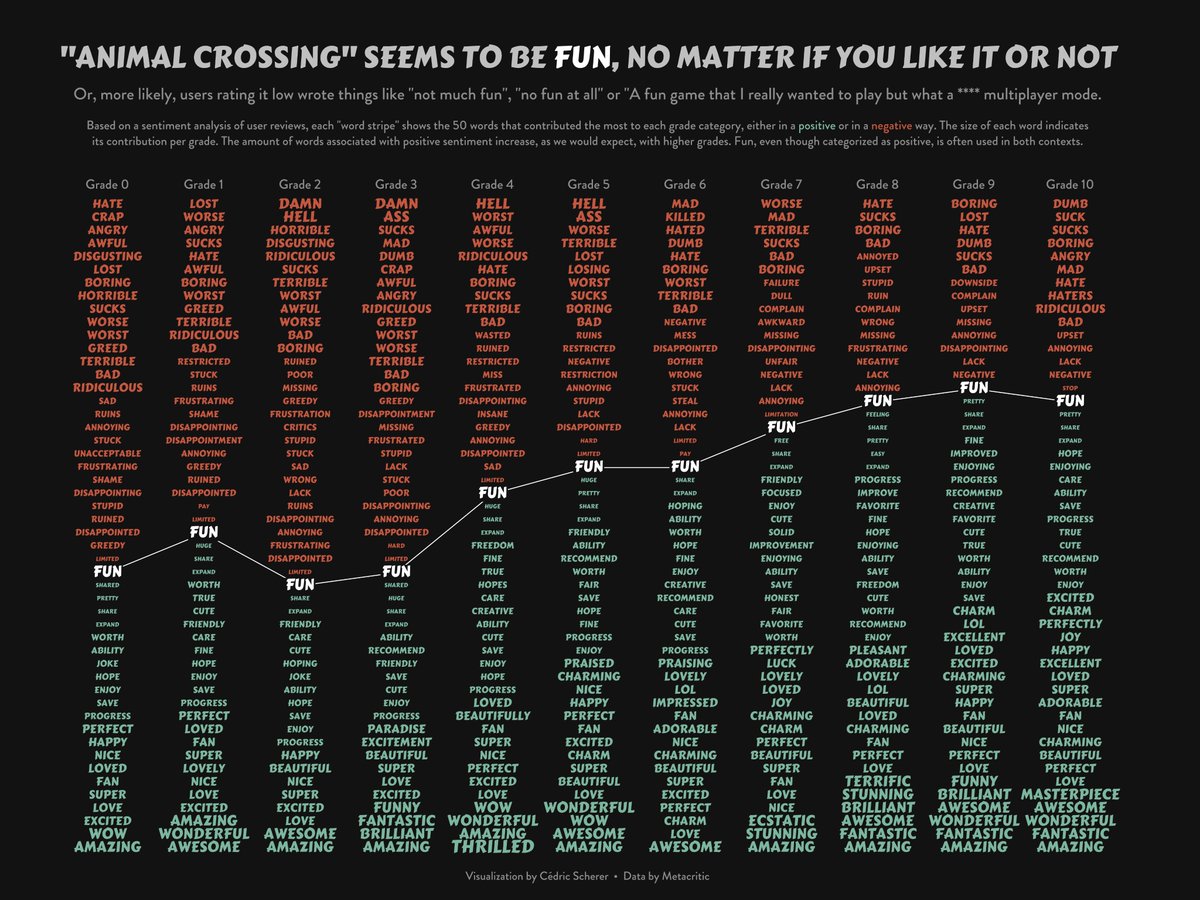 "ANIMAL CROSSING" SEEMS TO BE FUN, NO MATTER IF YOU LIKE IT OR NOT
Or, more likely, users rating it low wrote things like "not much fun", "no fun at all" or "A fun game that I really wanted to play but what a **** multiplayer mode.
Based on a sentiment analysis of user reviews, each "word stripe" shows the 50 words that contributed the most to each grade category, either in a positive or in a negative way. The size of each word indicates
its contribution per grade. The amount of words associated with positive sentiment increase, as we would expect, with higher grades. Fun, even though categorized as positive, is often used in both contexts.
Grade 0 Grade 1 Grade 2 Grade 3 Grade 4 Grade 5 Grade 6 Grade 7 Grade 8 Grade 9 Grade 10
HATE LOST DAMN DAMN HELL HELL MAD WORSE HATE BORING DUMB
CRAP WORSE HELL ASS WORST ASS KILLED MAD SUCKS LOST SUCK
ANGRY ANGRY HORRIBLE SUCKS AWFUL WORSE HATED TERRIBLE BORING HATE SUCKS
AWFUL SUCKS DISGUSTING MAD WORSE TERRIBLE DUMB SUCKS BAD DUMB BORING
DISGUSTING HATE RIDICULOUS DUMB RIDICULOUS LOST HATE BAD ANNOYED SUCKS ANGRY
LOST AWFUL SUCKS CRAP HATE LOSING BORING BORING UPSET BAD MAD
BORING BORING TERRIBLE AWFUL BORING WORST WORST FAILURE STUPID DOWNSIDE HATE
HORRIBLE WORST WORST ANGRY SUCKS SUCKS TERRIBLE DULL RUIN COMPLAIN HATERS
SUCKS GREED AWFUL RIDICULOUS TERRIBLE BORING BAD COMPLAIN COMPLAIN UPSET RIDICULOUS
WORSE TERRIBLE WORSE GREED BAD BAD NEGATIVE AWKWARD WRONG MISSING BAD
WORST RIDICULOUS BAD WORST WASTED RUINS MESS MISSING MISSING ANNOYING UPSET
GREED BAD BORING WORSE RUINED RESTRICTED DISAPPOINTED DISAPPOINTING FRUSTRATING DISAPPOINTING ANNOYING
TERRIBLE RESTRICTED RUINED TERRIBLE RESTRICTED NEGATIVE BOTHER UNFAIR NEGATIVE LACK LACK
BAD STUCK POOR BAD MISS RESTRICTION WRONG NEGATIVE LACK NEGATIVE NEGATIVE
RIDICULOUS RUINS MISSING BORING FRUSTRATED ANNOYING STUCK LACK ANNOYING FUN STOP
SAD FRUSTRATING GREEDY GREEDY DISAPPOINTING STUPID STEAL ANNOYING FUN PRETTY FUN
RUINS SHAME FRUSTRATION DISAPPOINTMENT INSANE LACK ANNOYING LIMITATION FEELING SHARE PRETTY
ANNOYING DISAPPOINTING CRITICS MISSING GREEDY DISAPPOINTED LACK FUN SHARE EXPAND SHARE
STUCK DISAPPOINTMENT STUPID FRUSTRATED ANNOYING HARD LIMITED FREE PRETTY FINE EXPAND
UNACCEPTABLE ANNOYING STUCK STUPID DISAPPOINTED LIMITED PAY SHARE EASY IMPROVED HOPE
FRUSTRATING GREEDY SAD LACK SAD FUN FUN EXPAND EXPAND ENJOYING ENJOYING
SHAME RUINED WRONG STUCK LIMITED HUGE SHARE FRIENDLY PROGRESS PROGRESS CARE
DISAPPOINTING DISAPPOINTED LACK POOR FUN PRETTY EXPAND FOCUSED IMPROVE RECOMMEND ABILITY
STUPID PAY RUINS DISAPPOINTING HUGE SHARE HOPING ENJOY FAVORITE CREATIVE SAVE
RUINED LIMITED DISAPPOINTING ANNOYING SHARE EXPAND ABILITY CUTE FINE FAVORITE PROGRESS
DISAPPOINTED FUN ANNOYING DISAPPOINTING EXPAND FRIENDLY WORTH SOLID HOPE CUTE TRUE
GREEDY HUGE FRUSTRATING HARD FREEDOM ABILITY HOPE IMPROVEMENT ENJOYING TRUE CUTE
LIMITED SHARE DISAPPOINTED LIMITED FINE RECOMMEND FINE ENJOYING ABILITY WORTH RECOMMEND
FUN EXPAND LIMITED FUN TRUE WORTH ENJOY ABILITY SAVE ABILITY WORTH
SHARED WORTH FUN SHARED HOPES FAIR CREATIVE SAVE FREEDOM ENJOY ENJOY
PRETTY TRUE SHARE HUGE CARE SAVE RECOMMEND HONEST CUTE SAVE EXCITED
SHARE CUTE EXPAND SHARE CREATIVE HOPE CARE FAIR WORTH CHARM CHARM
EXPAND FRIENDLY FRIENDLY EXPAND ABILITY FINE CUTE FAVORITE RECOMMEND LOL PERFECTLY
WORTH CARE CARE ABILITY CUTE PROGRESS SAVE WORTH ENJOY EXCELLENT JOY
ABILITY FINE CUTE RECOMMEND SAVE ENJOY PROGRESS PERFECTLY PLEASANT LOVED HAPPY
JOKE HOPE HOPING FRIENDLY ENJOY PRAISED PRAISING LUCK ADORABLE EXCITED EXCELLENT
HOPE ENJOY JOKE SAVE HOPE CHARMING LOVELY LOVELY LOVELY CHARMING LOVED
ENJOY SAVE ABILITY CUTE PROGRESS NICE LOL LOVED LOL SUPER SUPER
SAVE PROGRESS HOPE ENJOY LOVED HAPPY IMPRESSED JOY BEAUTIFUL HAPPY ADORABLE
PROGRESS PERFECT SAVE PROGRESS BEAUTIFULLY PERFECT FAN CHARMING LOVED FAN FAN
PERFECT LOVED ENJOY PARADISE FAN FAN ADORABLE CHARM CHARMING BEAUTIFUL NICE
HAPPY FAN PROGRESS EXCITEMENT SUPER EXCITED NICE PERFECT FAN NICE CHARMING
NICE SUPER HAPPY BEAUTIFUL NICE CHARM CHARMING BEAUTIFUL PERFECT PERFECT BEAUTIFUL
LOVED LOVELY BEAUTIFUL SUPER PERFECT SUPER BEAUTIFUL SUPER LOVE LOVE PERFECT
FAN NICE NICE LOVE EXCITED BEAUTIFUL SUPER FAN TERRIFIC FUNNY LOVE
SUPER LOVE SUPER EXCITED LOVE LOVE EXCITED LOVE STUNNING BRILLIANT MASTERPIECE
LOVE EXCITED EXCITED FUNNY WOW WONDERFUL PERFECT NICE BRILLIANT AWESOME AWESOME
EXCITED AMAZING LOVE FANTASTIC WONDERFUL WOW CHARM ECSTATIC AWESOME WONDERFUL WONDERFUL
WOW WONDERFUL AWESOME BRILLIANT AMAZING AWESOME LOVE STUNNING FANTASTIC FANTASTIC FANTASTIC
AMAZING AWESOME AMAZING AMAZING THRILLED AMAZING AWESOME AMAZING AMAZING AMAZING AMAZING
Visualization by Cédric Scherer • Data by Metacritic